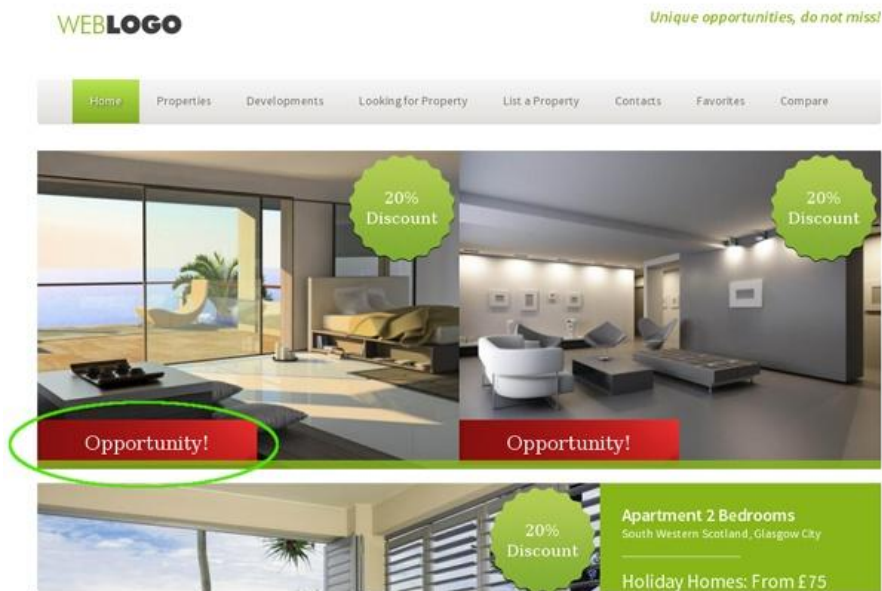 WEBLOGO
Unique opportunities, do not miss!
Home Properties Developments Looking for Property List a Property Contacts Favorites Compare
20%
Discount
20%
Discount
Opportunity!
Opportunity!
20%
Discount
Apartment 2 Bedrooms
South Western Scotland, Glasgow City
Holiday Homes: From £75